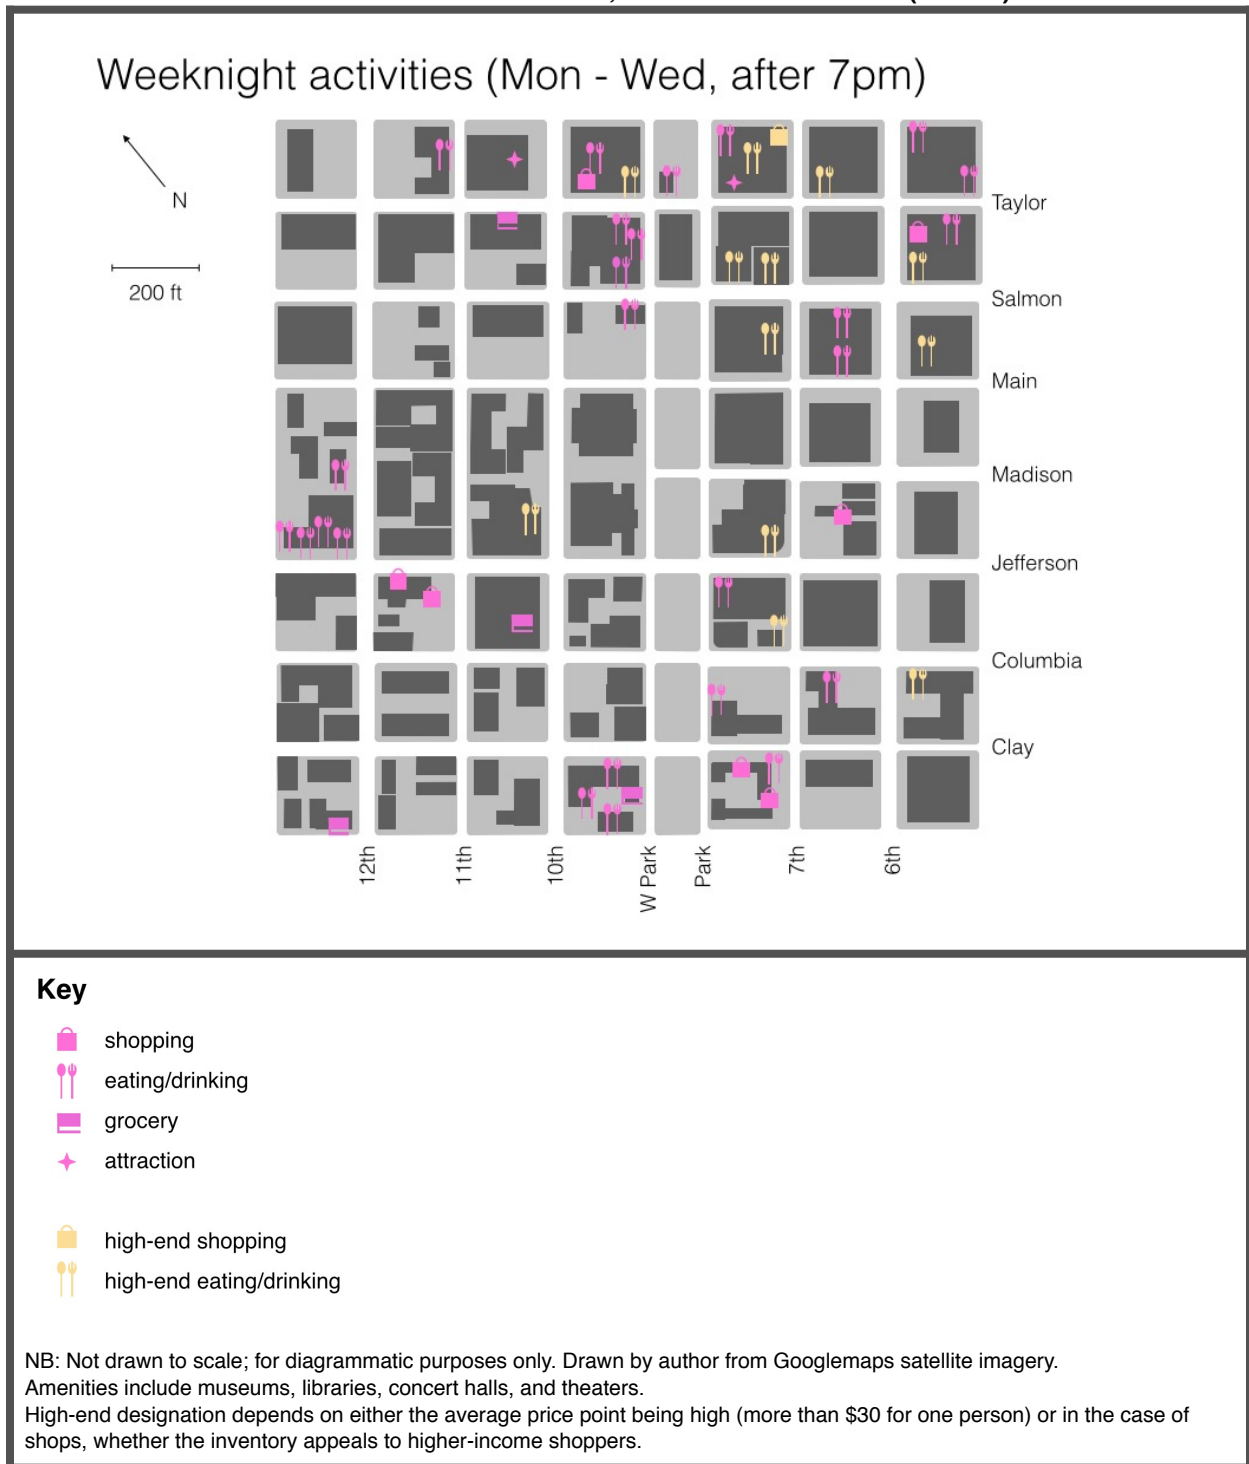 Weeknight activities (Mon - Wed, after 7pm)
N
200 ft
Taylor
Salmon
Main
Madison
Jefferson
Columbia
Clay
12th
11th
10th
W Park
Park
7th
6th
Key
shopping
eating/drinking
grocery
attraction
high-end shopping
high-end eating/drinking
NB: Not drawn to scale; for diagrammatic purposes only. Drawn by author from Googlemaps satellite imagery.
Amenities include museums, libraries, concert halls, and theaters.
High-end designation depends on either the average price point being high (more than $30 for one person) or in the case of
shops, whether the inventory appeals to higher-income shoppers.